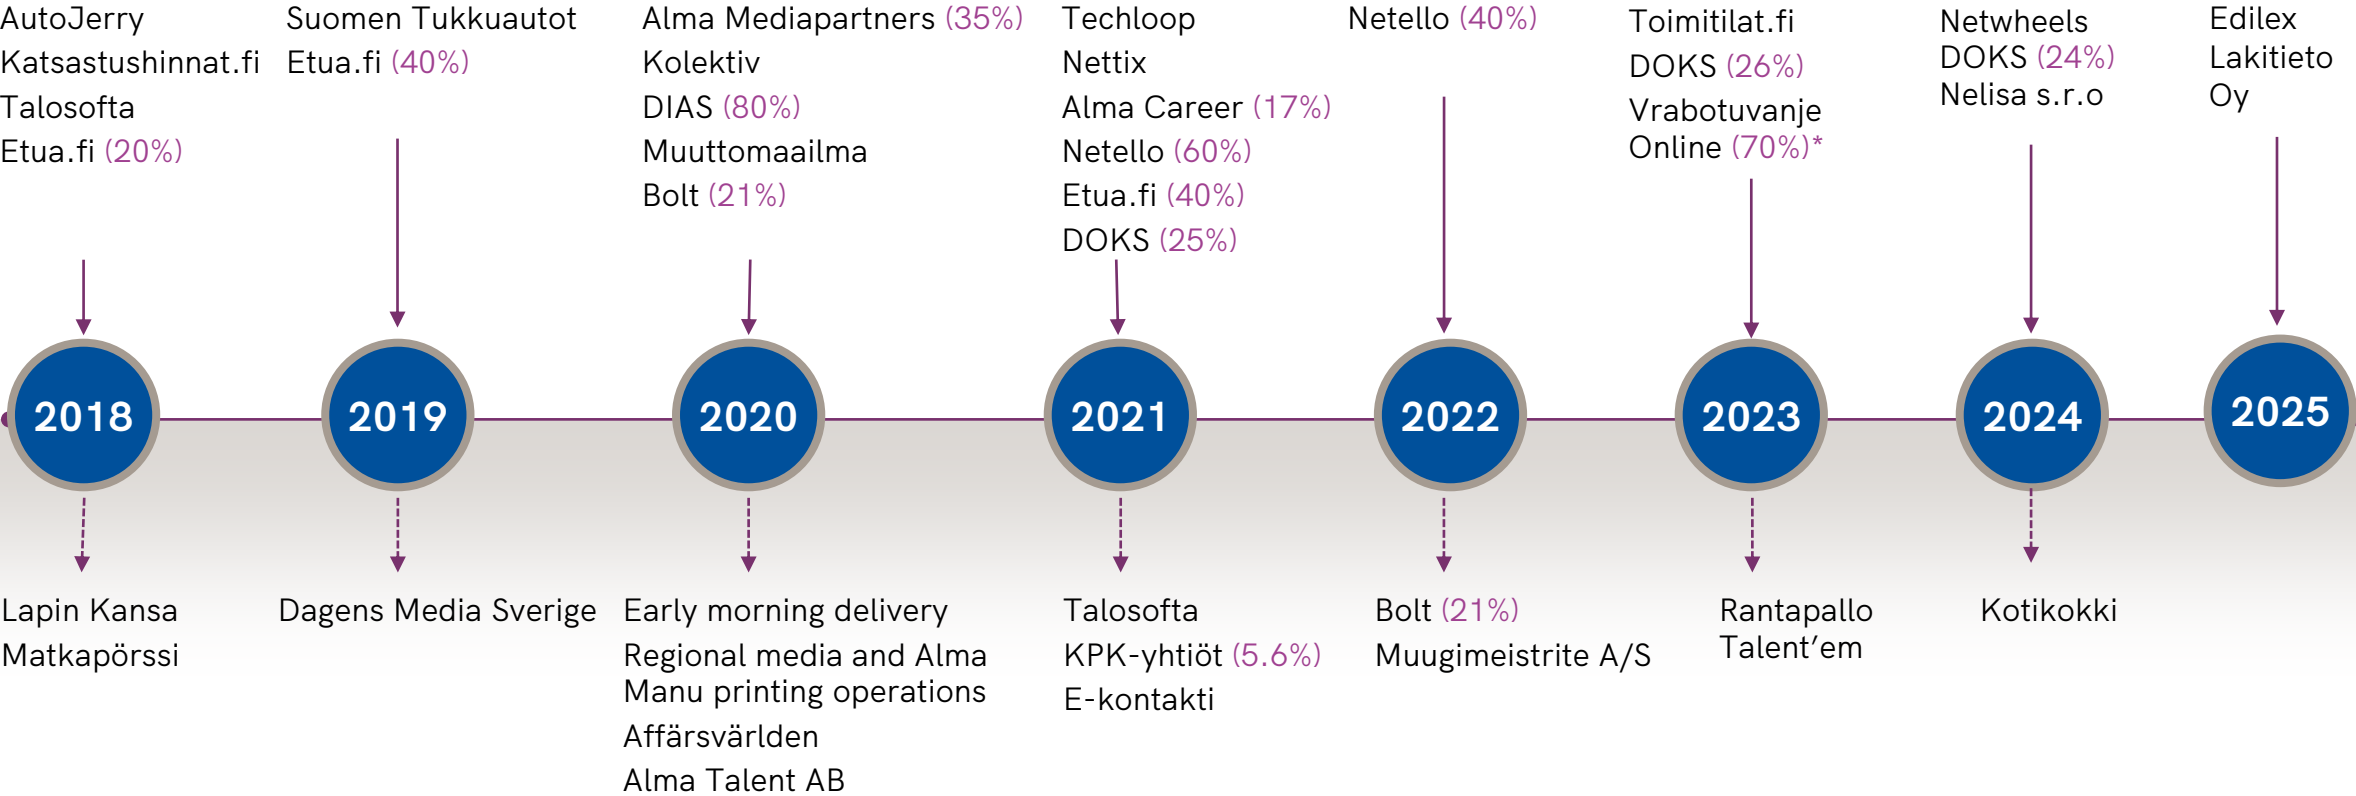 AutoJerry
Katsastushinnat.fi
Talosofta
Etua.fi (20%)
Suomen Tukkuautot
Etua.fi (40%)
Alma Mediapartners (35%)
Kolektiv
DIAS (80%)
Muuttomaailma
Bolt (21%)
Techloop
Nettix
Alma Career (17%)
Netello (60%)
Etua.fi (40%)
DOKS (25%)
Netello (40%)
Toimitilat.fi
DOKS (26%)
Vrabotuvanje
Online (70%)*
Netwheels
DOKS (24%)
Nelisa s.r.o
Edilex
Lakitieto
Oy
2018
2019
2020
2021
2022
2023
2024
2025
Lapin Kansa
Matkapörssi
Dagens Media Sverige
Early morning delivery
Regional media and Alma
Manu printing operations
Affärsvärlden
Alma Talent AB
Talosofta
KPK-yhtiöt (5.6%)
E-kontakti
Bolt (21%)
Muugimeistrite A/S
Rantapallo
Talent’em
Kotikokki